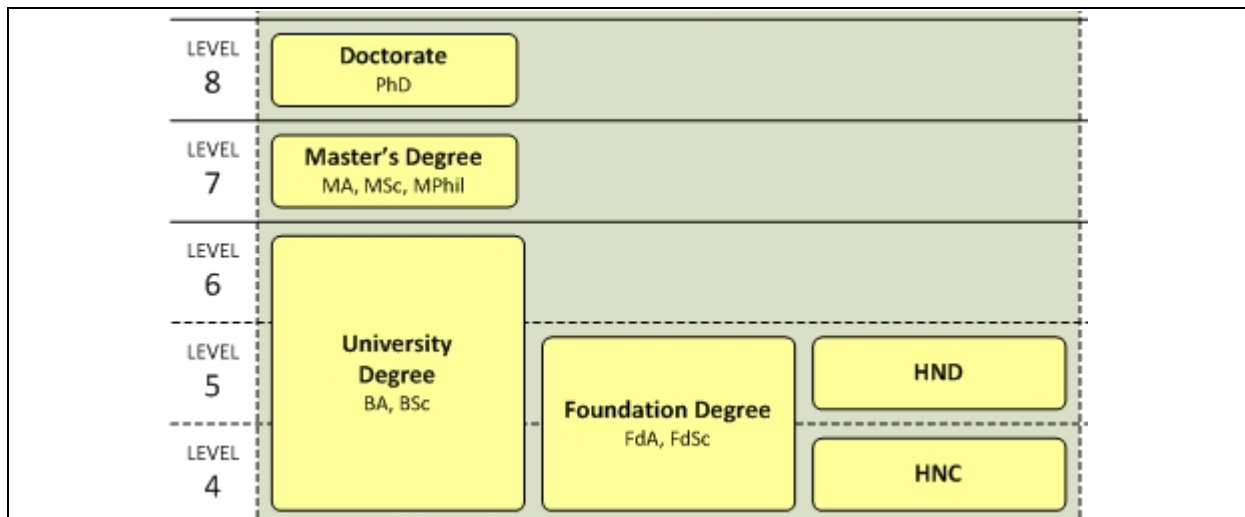 LEVEL
8
Doctorate
PhD
LEVEL
7
Master's Degree
MA, MSc, MPhil
LEVEL
6
University
Degree
BA, BSc
LEVEL
5
Foundation Degree
FdA, FdSc
HND
LEVEL
4
HNC